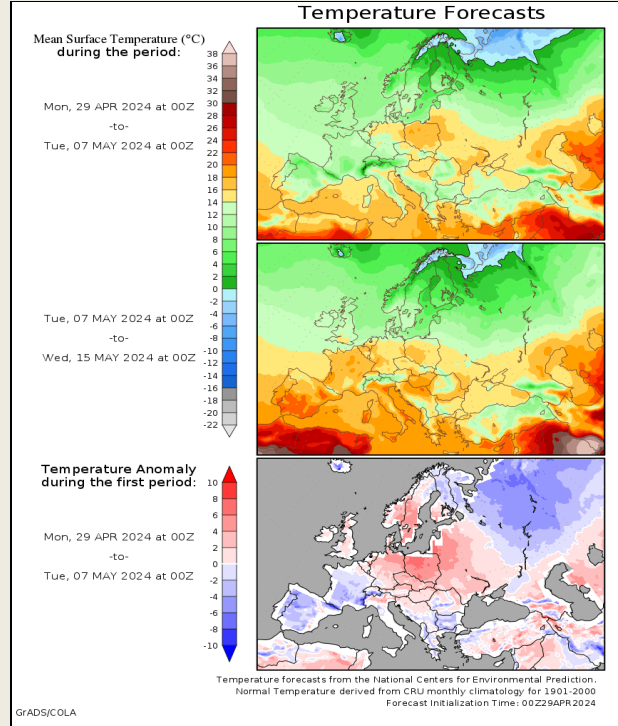 Temperature Forecasts
Mean Surface Temperature (°C)
during the period:
Mon, 29 APR 2024 at 00Z
-to-
Tue, 07 MAY 2024 at 00Z
38
36
34
32
30
28
26
24
22
20
18
16
14
12
10
8
6
4
2
0
-2
-4
-6
-8
-10
-12
-14
-16
-18
-20
-22
Tue, 07 MAY 2024 at 00Z
-to-
Wed, 15 MAY 2024 at 00Z
Temperature Anomaly
during the first period:
Mon, 29 APR 2024 at 00Z
-to-
Tue, 07 MAY 2024 at 00Z
10
8
6
4
2
0
-2
-4
-6
-8
-10
Temperature forecasts from the National Centers for Environmental Prediction.
Normal Temperature derived from CRU monthly climatology for 1901-2000
Forecast Initialization Time: 00Z29APR2024
GrADS/COLA